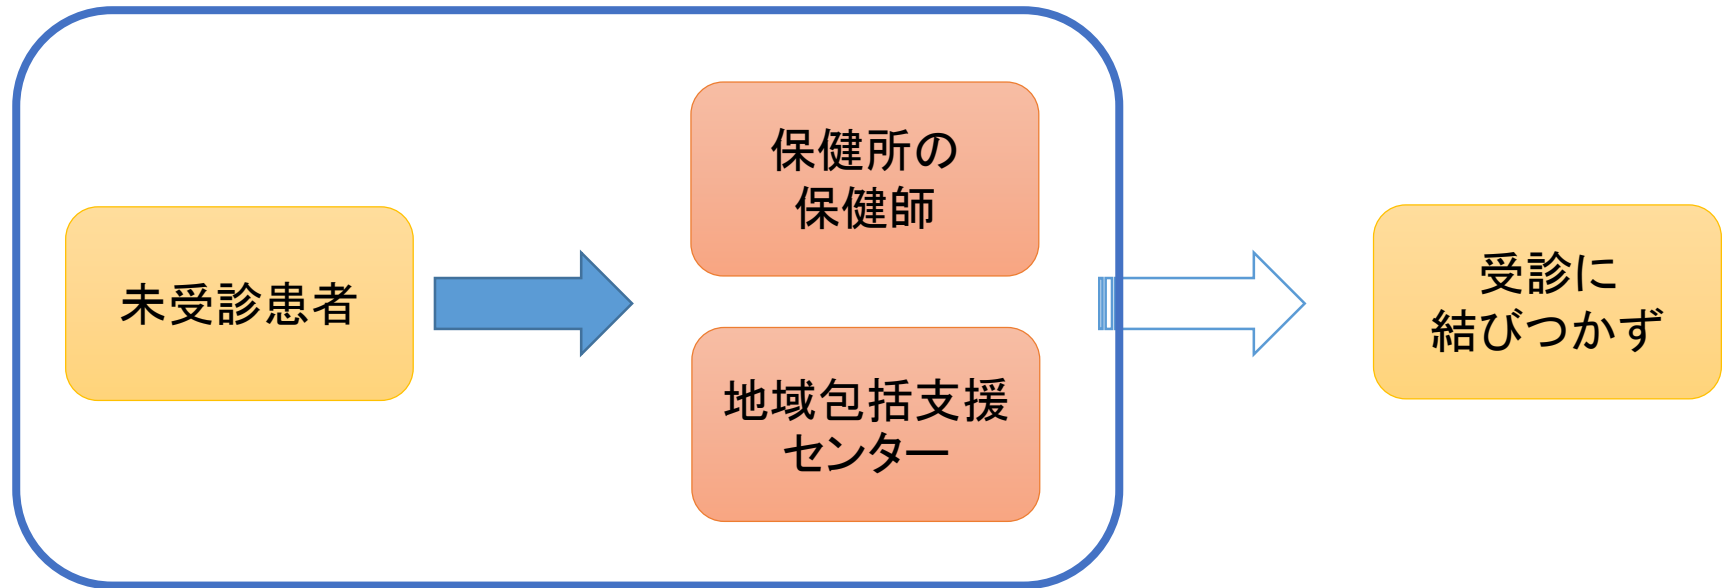 未受診患者
保健所の
保健師
地域包括支援
センター
受診に
結びつかず